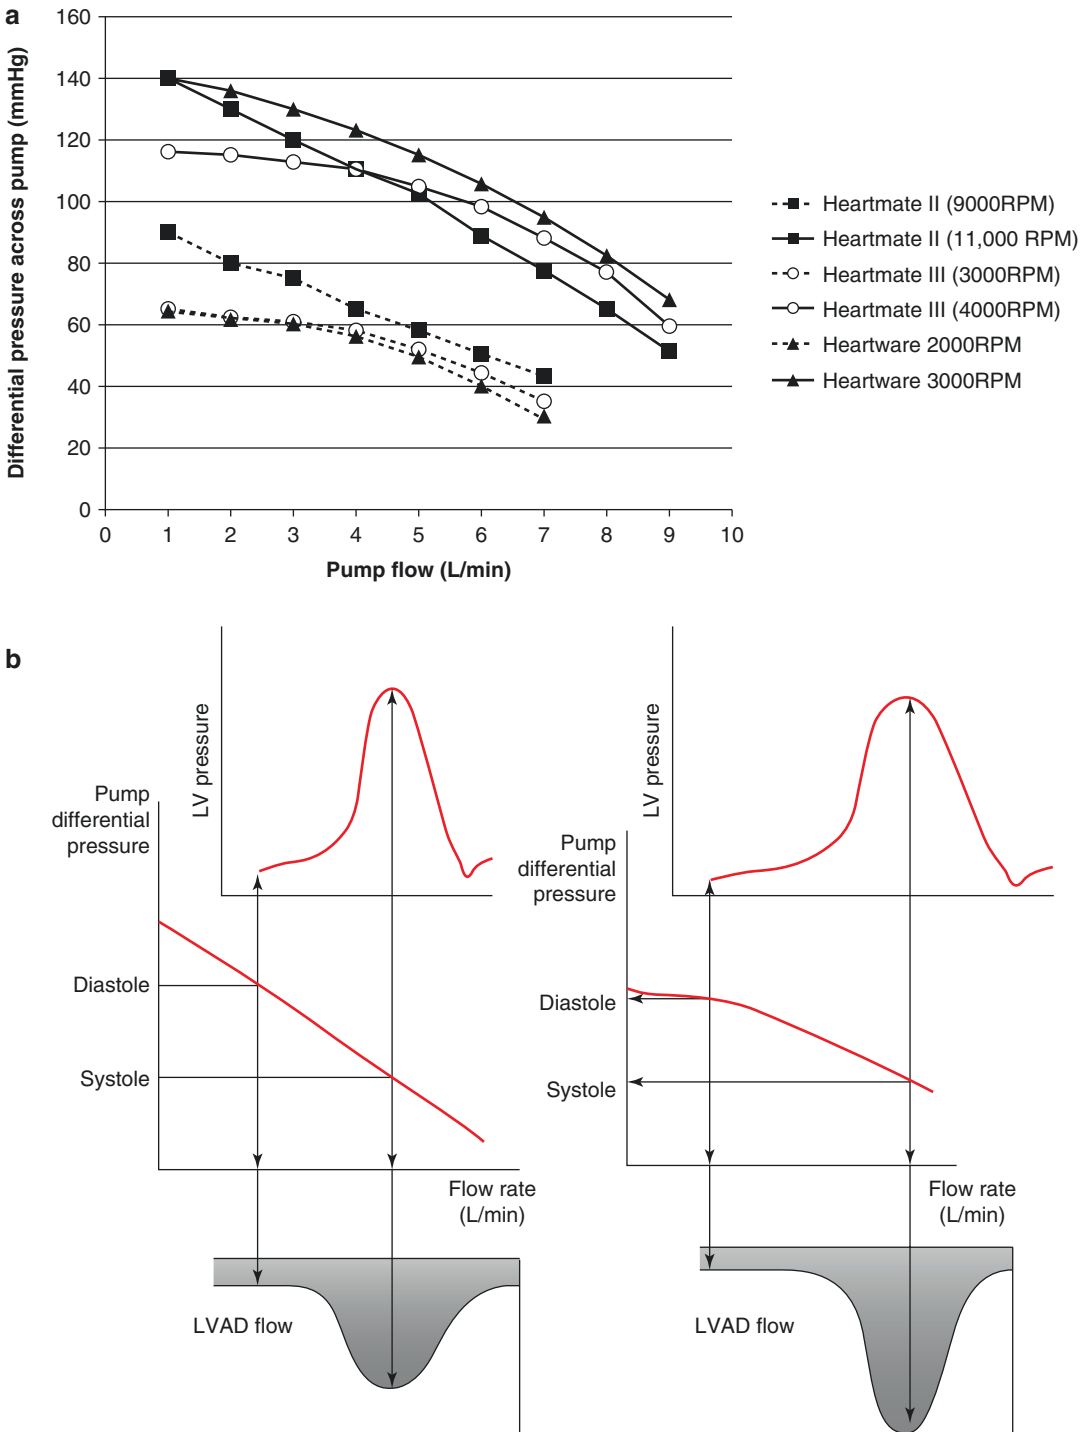 a
Differential pressure across pump (mmHg)
160
140
120
100
80
60
40
20
0
0 1 2 3 4 5 6 7 8 9 10
Pump flow (L/min)
Heartmate II (9000RPM)
Heartmate II (11,000 RPM)
Heartmate III (3000RPM)
Heartmate III (4000RPM)
Heartware 2000RPM
Heartware 3000RPM
b
LV pressure
Pump
differential
pressure
Diastole
Systole
Flow rate
(L/min)
LVAD flow
LV pressure
Pump
differential
pressure
Diastole
Systole
Flow rate
(L/min)
LVAD flow